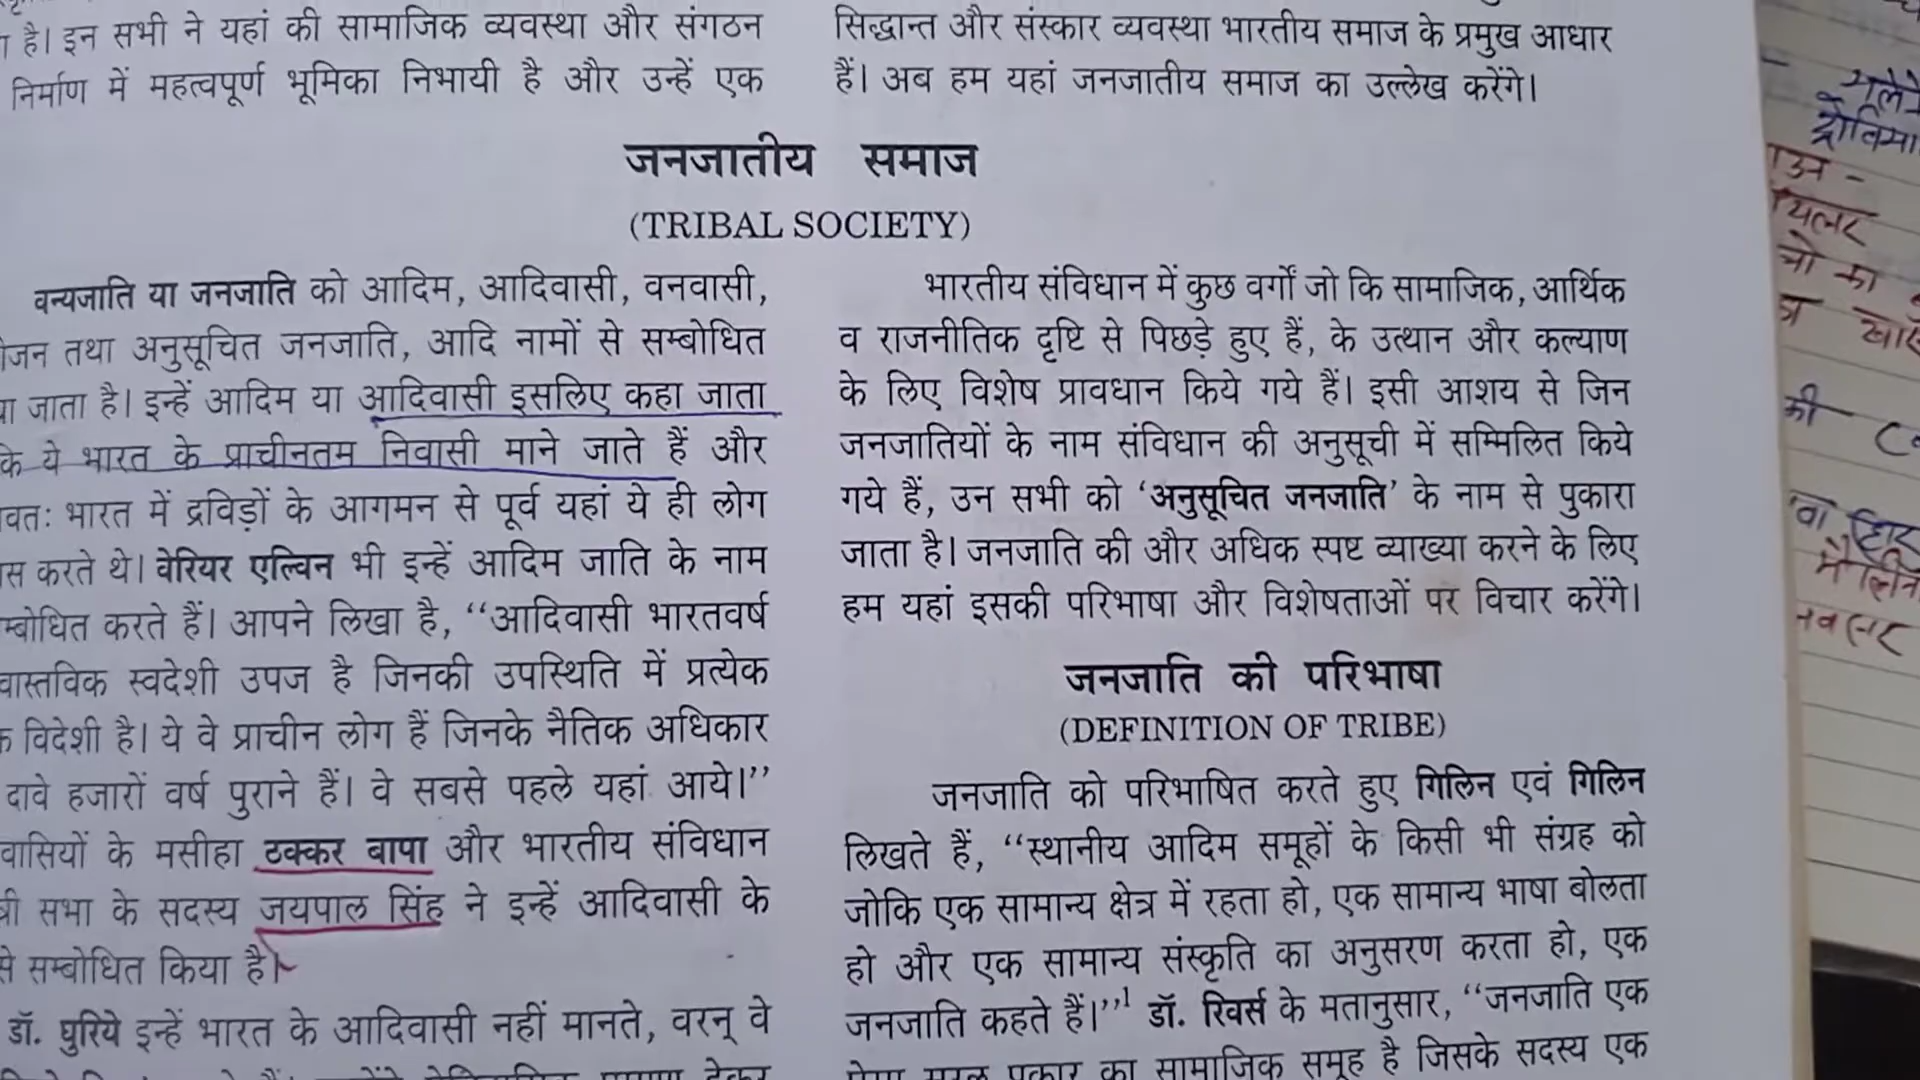 है। इन सभी ने यहां की सामाजिक व्यवस्था और संगठन
निर्माण में महत्वपूर्ण भूमिका निभायी है और उन्हें एक
सिद्धान्त और संस्कार व्यवस्था भारतीय समाज के प्रमुख आधार
हैं। अब हम यहां जनजातीय समाज का उल्लेख करेंगे।
जनजातीय समाज
(TRIBAL SOCIETY)
वन्यजाति या जनजाति को आदिम, आदिवासी, वनवासी,
तथा अनुसूचित जनजाति, आदि नामों से सम्बोधित
जाता है। इन्हें आदिम या आदिवासी इसलिए कहा जाता
ये भारत के प्राचीनतम निवासी माने जाते हैं और
भारत में द्रविड़ों के आगमन से पूर्व यहां ये ही लोग
करते थे। वेरियर एल्विन भी इन्हें आदिम जाति के नाम
करते हैं। आपने लिखा है, ‘‘आदिवासी भारतवर्ष
वास्तविक स्वदेशी उपज है जिनकी उपस्थिति में प्रत्येक
विदेशी है। ये वे प्राचीन लोग हैं जिनके नैतिक अधिकार
दावे हजारों वर्ष पुराने हैं। वे सबसे पहले यहां आये।’’
वासियों के मसीहा ठक्कर बापा और भारतीय संविधान
सभा के सदस्य जयपाल सिंह ने इन्हें आदिवासी के
से सम्बोधित किया है।
डॉ. घुरिये इन्हें भारत के आदिवासी नहीं मानते, वरन् वे
भारतीय संविधान में कुछ वर्गों जो कि सामाजिक, आर्थिक
व राजनीतिक दृष्टि से पिछड़े हुए हैं, के उत्थान और कल्याण
के लिए विशेष प्रावधान किये गये हैं। इसी आशय से जिन
जनजातियों के नाम संविधान की अनुसूची में सम्मिलित किये
गये हैं, उन सभी को ‘अनुसूचित जनजाति’ के नाम से पुकारा
जाता है। जनजाति की और अधिक स्पष्ट व्याख्या करने के लिए
हम यहां इसकी परिभाषा और विशेषताओं पर विचार करेंगे।
जनजाति की परिभाषा
(DEFINITION OF TRIBE)
जनजाति को परिभाषित करते हुए गिलिन एवं गिलिन
लिखते हैं, ‘‘स्थानीय आदिम समूहों के किसी भी संग्रह को
जोकि एक सामान्य क्षेत्र में रहता हो, एक सामान्य भाषा बोलता
हो और एक सामान्य संस्कृति का अनुसरण करता हो, एक
जनजाति कहते हैं।’’¹ डॉ. रिवर्स के मतानुसार, ‘‘जनजाति एक
का सामाजिक समूह है जिसके सदस्य एक